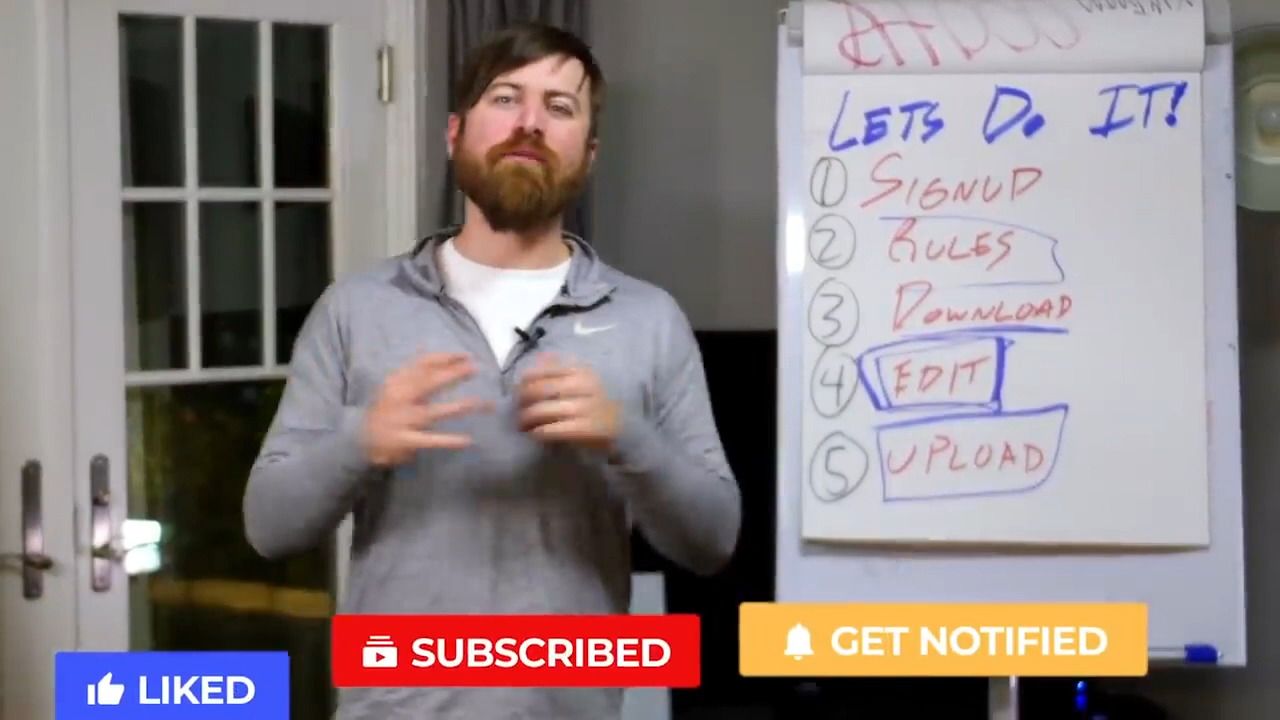 LETS DO IT!
1 SIGNUP
2 RULES
3 DOWNLOAD
4 EDIT
5 UPLOAD
LIKED
SUBSCRIBED
GET NOTIFIED